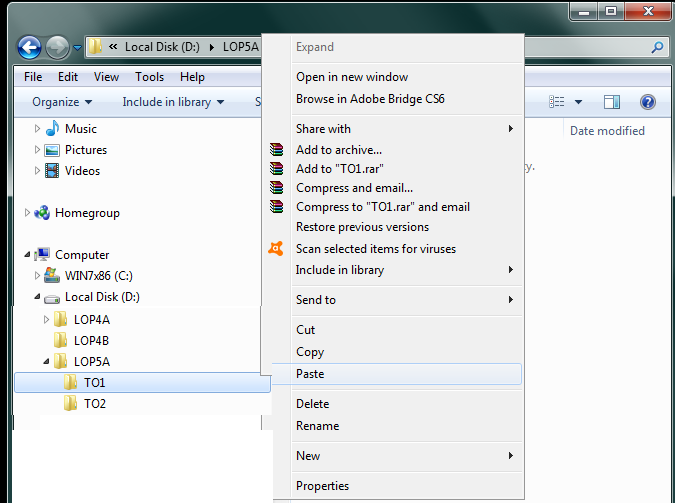 « Local Disk (D:) ▸ LOP5A
File Edit View Tools Help
Organize Include in library S
Date modified
y.
Music
Pictures
Videos
Homegroup
Computer
WIN7x86 (C:)
Local Disk (D:)
LOP4A
LOP4B
LOP5A
TO1
TO2
Expand
Open in new window
Browse in Adobe Bridge CS6
Share with
Add to archive...
Add to "TO1.rar"
Compress and email...
Compress to "TO1.rar" and email
Restore previous versions
Scan selected items for viruses
Include in library
Send to
Cut
Copy
Paste
Delete
Rename
New
Properties